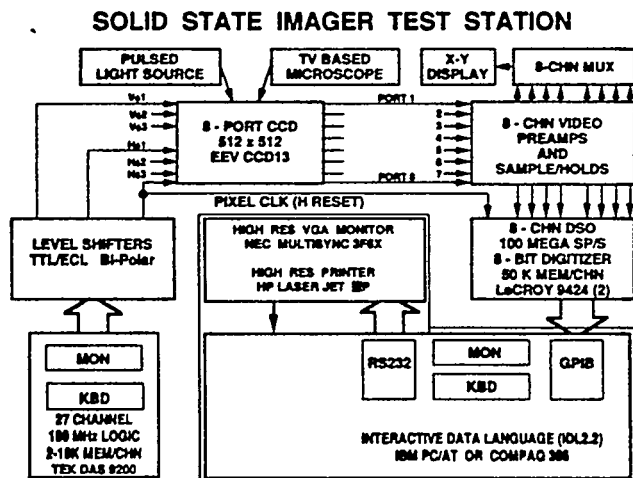 SOLID STATE IMAGER TEST STATION
PULSED
LIGHT SOURCE
TV BASED
MICROSCOPE
X-Y
DISPLAY
8-CHN MUX
Vø1
Vø2
Vø3
Hø1
Hø2
Hø3
8 - PORT CCD
512 x 512
EEV CCD13
PORT 1
2
3
4
5
6
7
PORT 8
8 - CHN VIDEO
PREAMPS
AND
SAMPLE/HOLDS
PIXEL CLK (H RESET)
LEVEL SHIFTERS
TTL/ECL Bi-Polar
HIGH RES VGA MONITOR
NEC MULTISYNC 3FGX
HIGH RES PRINTER
HP LASER JET IIIP
8 - CHN DSO
100 MEGA SP/S
8 - BIT DIGITIZER
50 K MEM/CHN
LeCROY 9424 (2)
MON
KBD
27 CHANNEL
100 MHz LOGIC
2-10K MEM/CHN
TEK DAS 9200
RS232
MON
KBD
GPIB
INTERACTIVE DATA LANGUAGE (IDL2.2)
IBM PC/AT OR COMPAQ 386